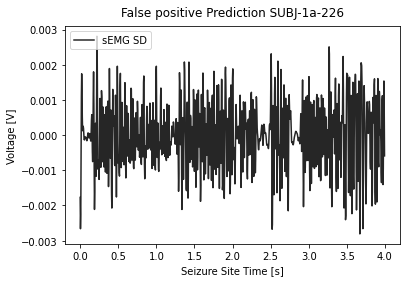 False positive Prediction SUBJ-1a-226
sEMG SD
Voltage [V]
0.003
0.002
0.001
0.000
−0.001
−0.002
−0.003
0.0 0.5 1.0 1.5 2.0 2.5 3.0 3.5 4.0
Seizure Site Time [s]